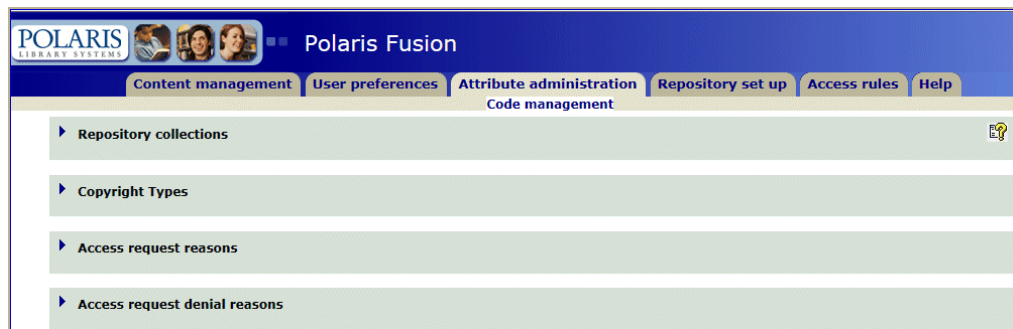 POLARIS
LIBRARY SYSTEMS
Polaris Fusion
Content management User preferences Attribute administration Repository set up Access rules Help
Code management
Repository collections
Copyright Types
Access request reasons
Access request denial reasons